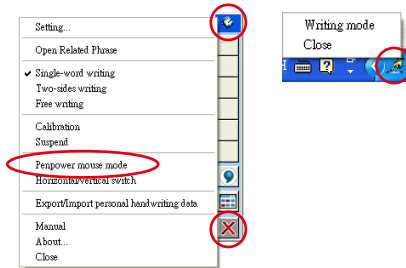 Setting...
Open Related Phrase
Single-word writing
Two-sides writing
Free writing
Calibration
Suspend
Penpower mouse mode
Horizontal/vertical switch
Export/Import personal handwriting data
Manual
About...
Close
Writing mode
Close